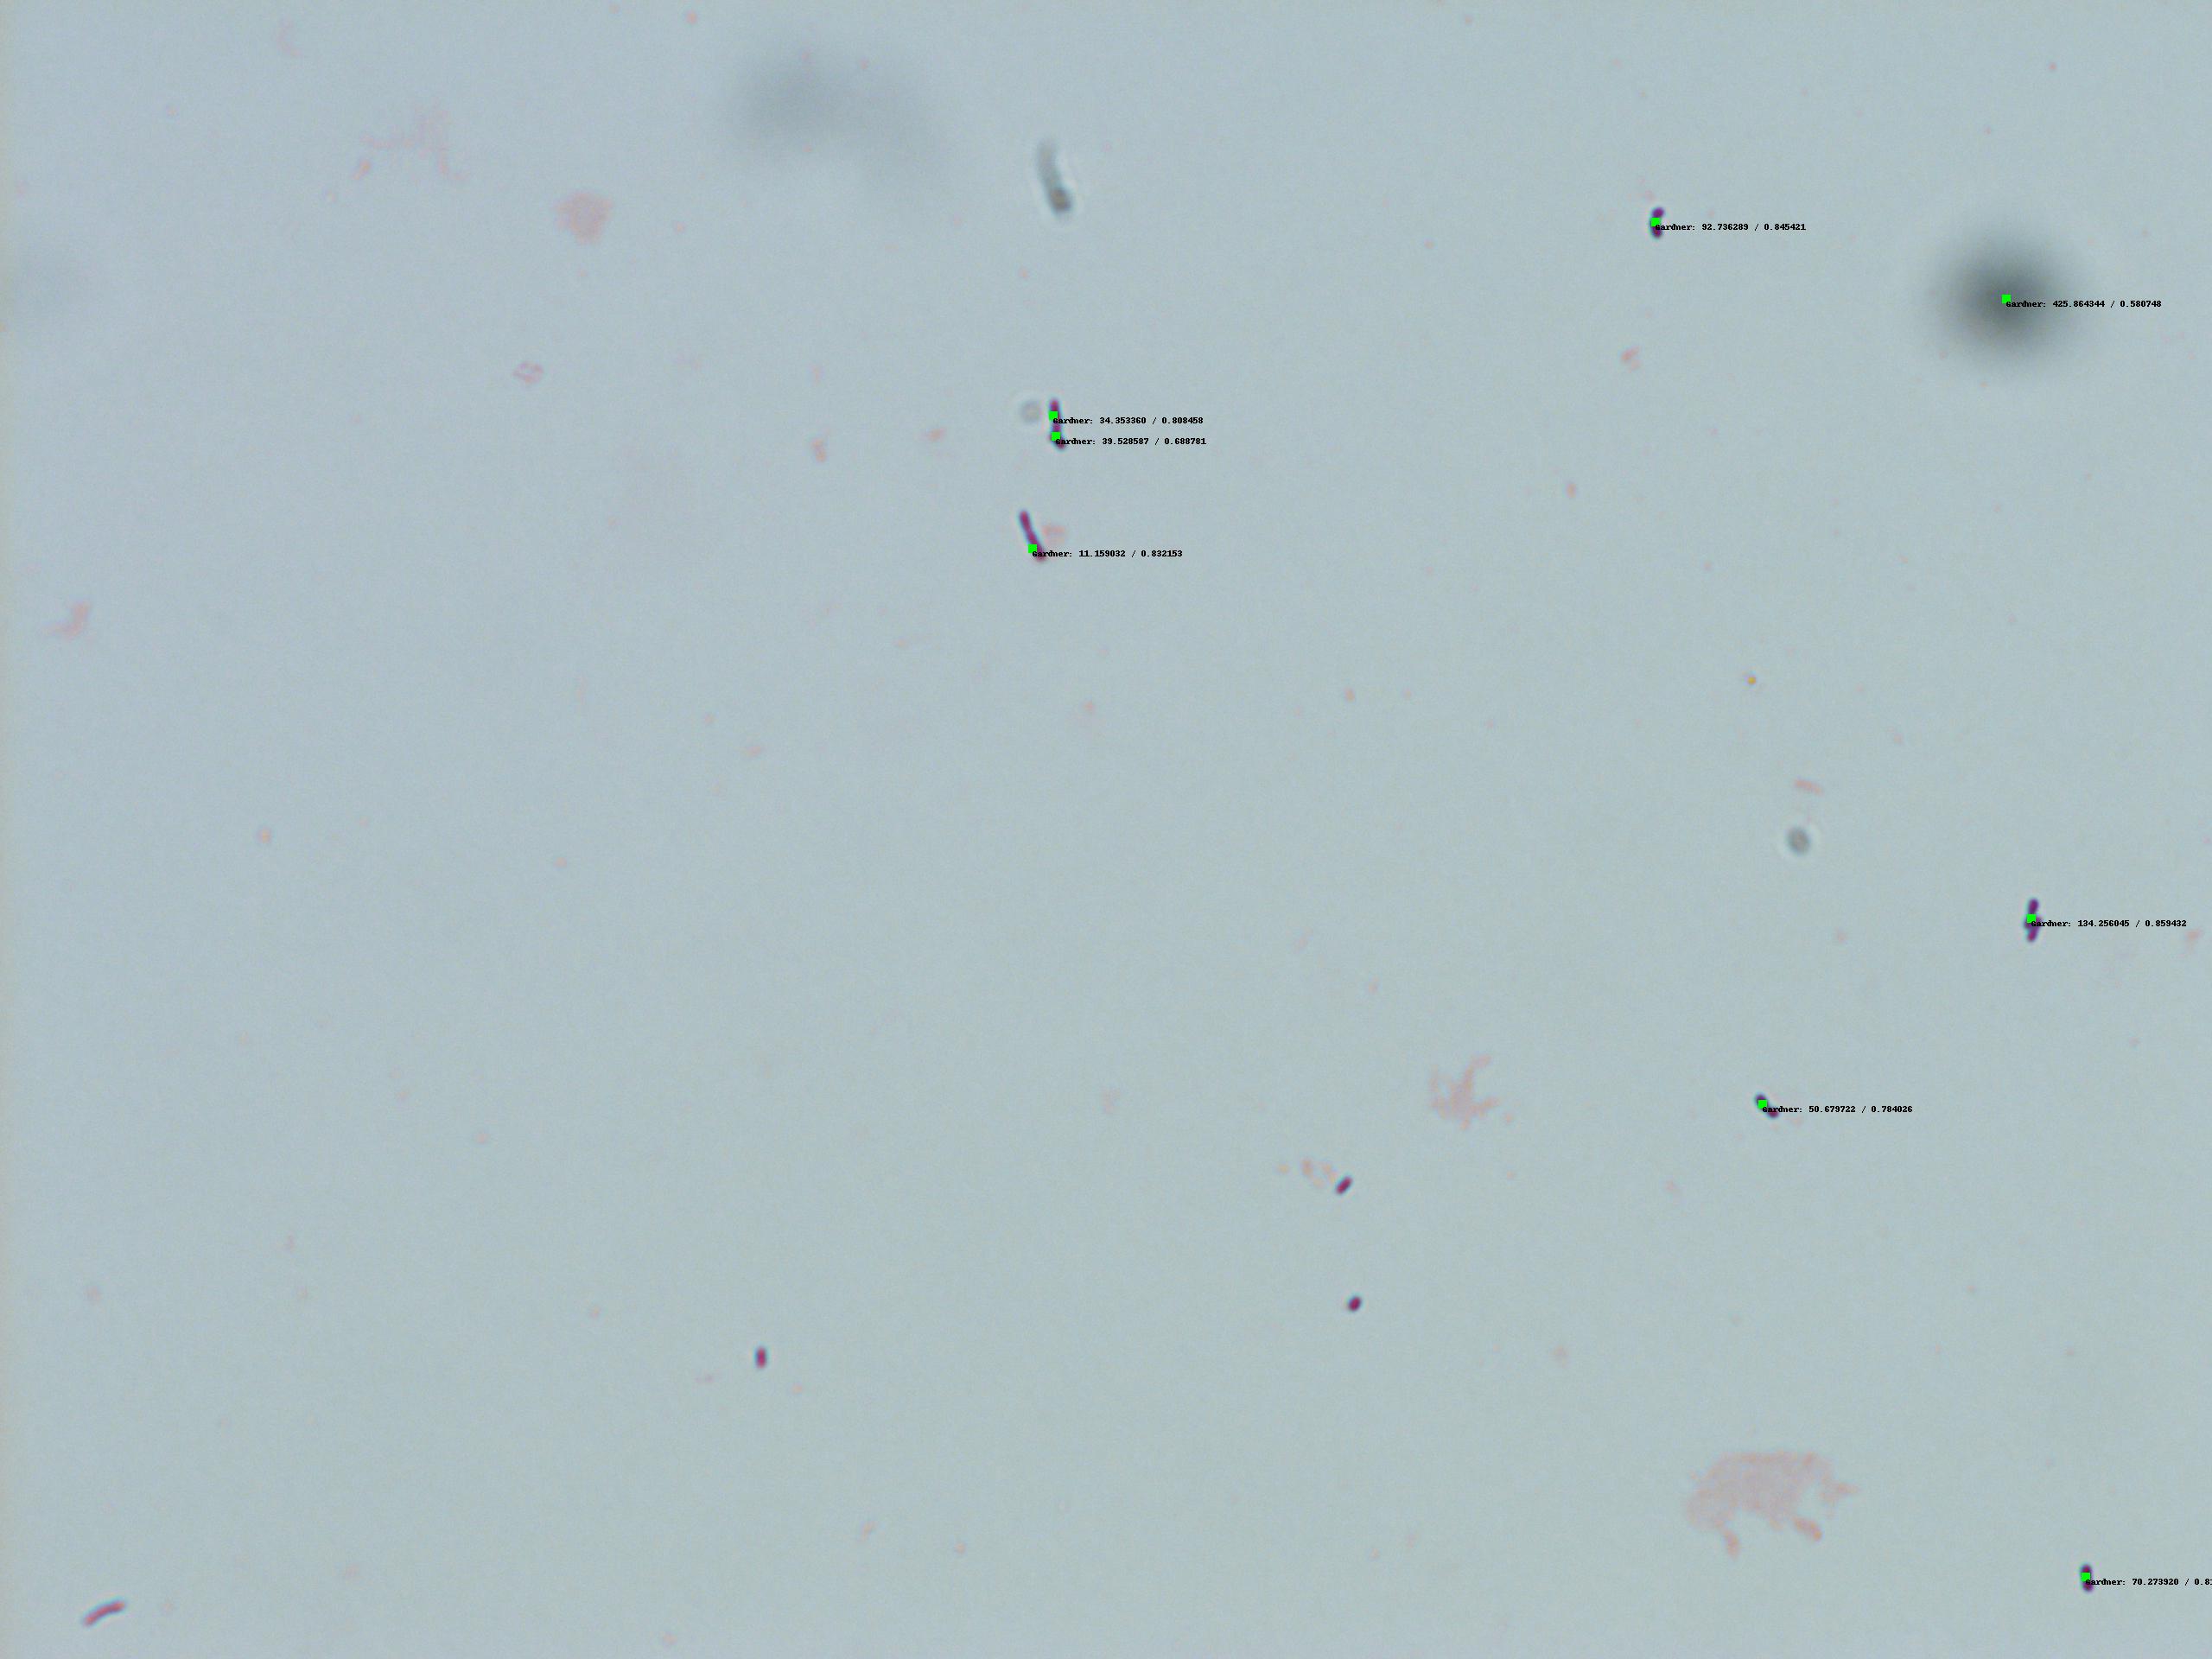 gardner: 92.736289 / 0.845421
gardner: 425.864344 / 0.580748
gardner: 34.353360 / 0.808458
gardner: 39.528587 / 0.688781
gardner: 11.159032 / 0.832153
gardner: 134.256045 / 0.859432
gardner: 50.679722 / 0.784026
gardner: 70.273920 / 0.81